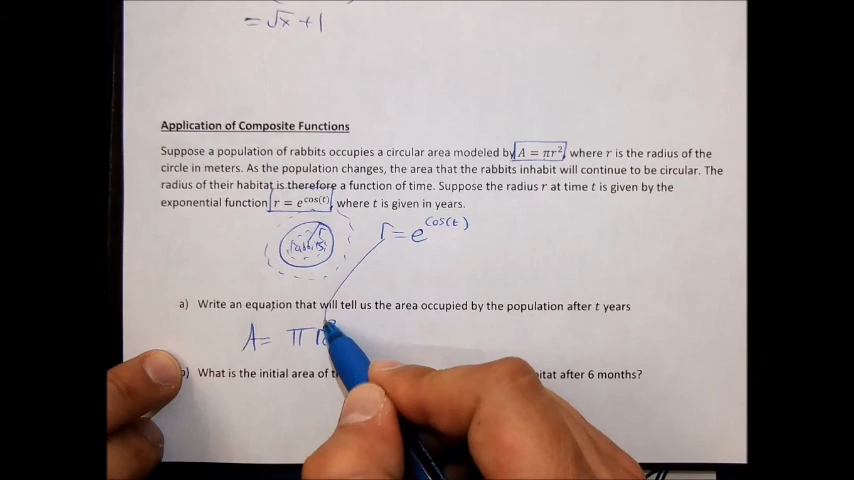 = √x + 1
Application of Composite Functions
Suppose a population of rabbits occupies a circular area modeled by A = πr², where r is the radius of the
circle in meters. As the population changes, the area that the rabbits inhabit will continue to be circular. The
radius of their habitat is therefore a function of time. Suppose the radius r at time t is given by the
exponential function r = e^cos(t), where t is given in years.
r
rabbits
r = e^cos(t)
a) Write an equation that will tell us the area occupied by the population after t years
A = π r
b) What is the initial area of itat after 6 months?